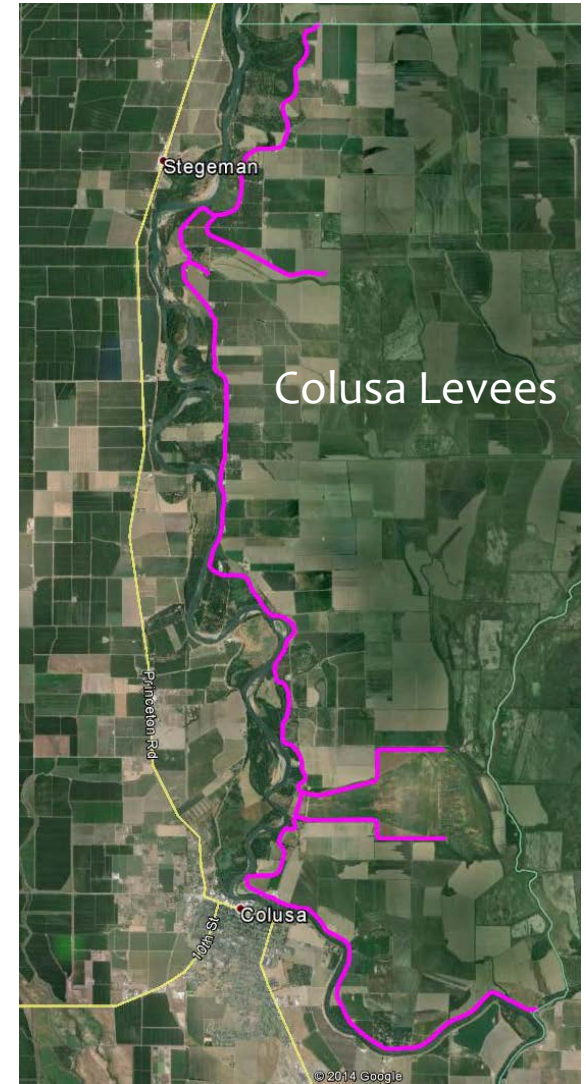 Stegeman
Colusa Levees
Princeton Rd
Colusa
10th St
© 2014 Google